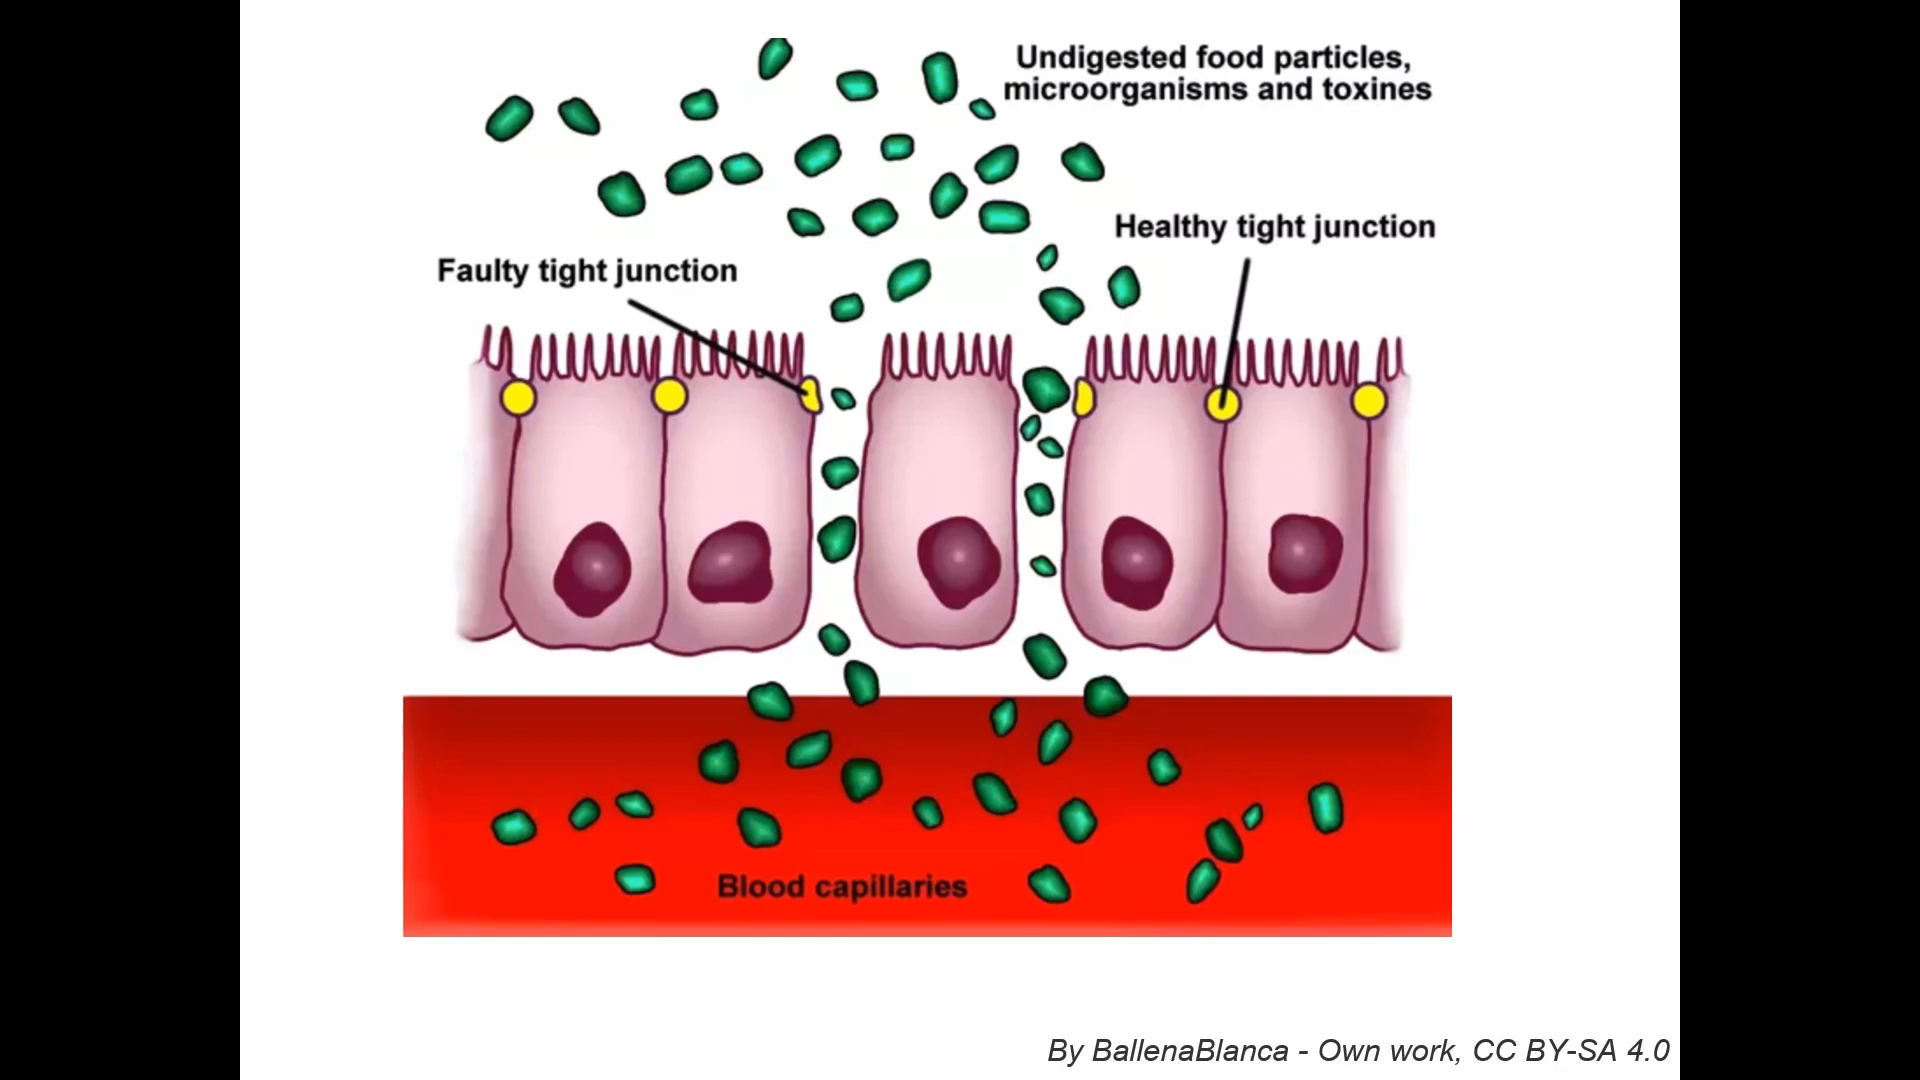 Undigested food particles,
microorganisms and toxines
Healthy tight junction
Faulty tight junction
Blood capillaries
By BallenaBlanca - Own work, CC BY-SA 4.0